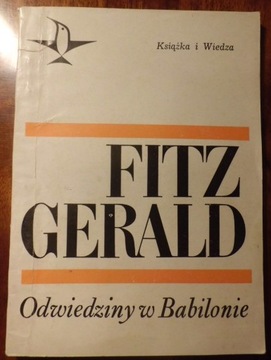 Książka i Wiedza
FITZ
GERALD
Odwiedziny w Babilonie